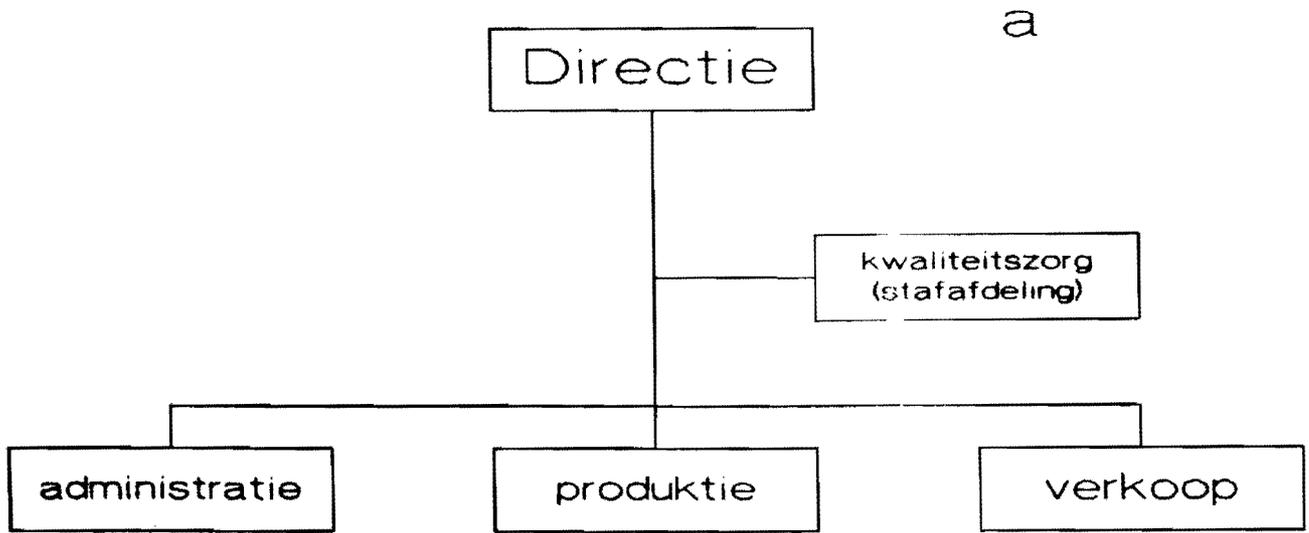 a
Directie
kwaliteitszorg
(stafafdeling)
administratie
produktie
verkoop